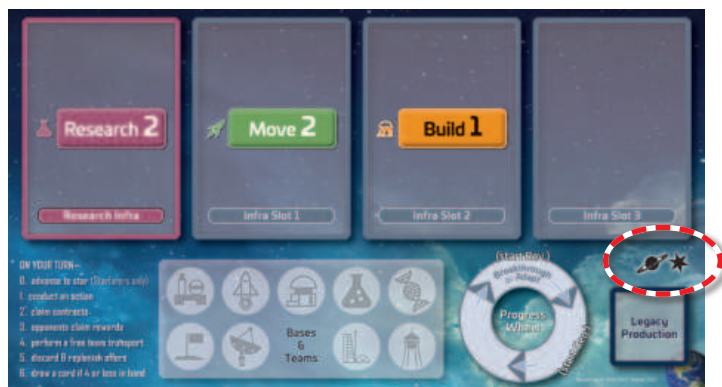 Research 2
Move 2
Build 1
Research Infra
Infra Slot 1
Infra Slot 2
Infra Slot 3
ON YOUR TURN—
0. advance to star (Starfarers only)
1. conduct an action
2. claim contracts
3. opponents claim rewards
4. perform a free team transport
5. discard & replenish offers
6. draw a card if 4 or less in hand
Bases
&
Teams
Breakthrough
Progress
Wheel
Legacy
Production